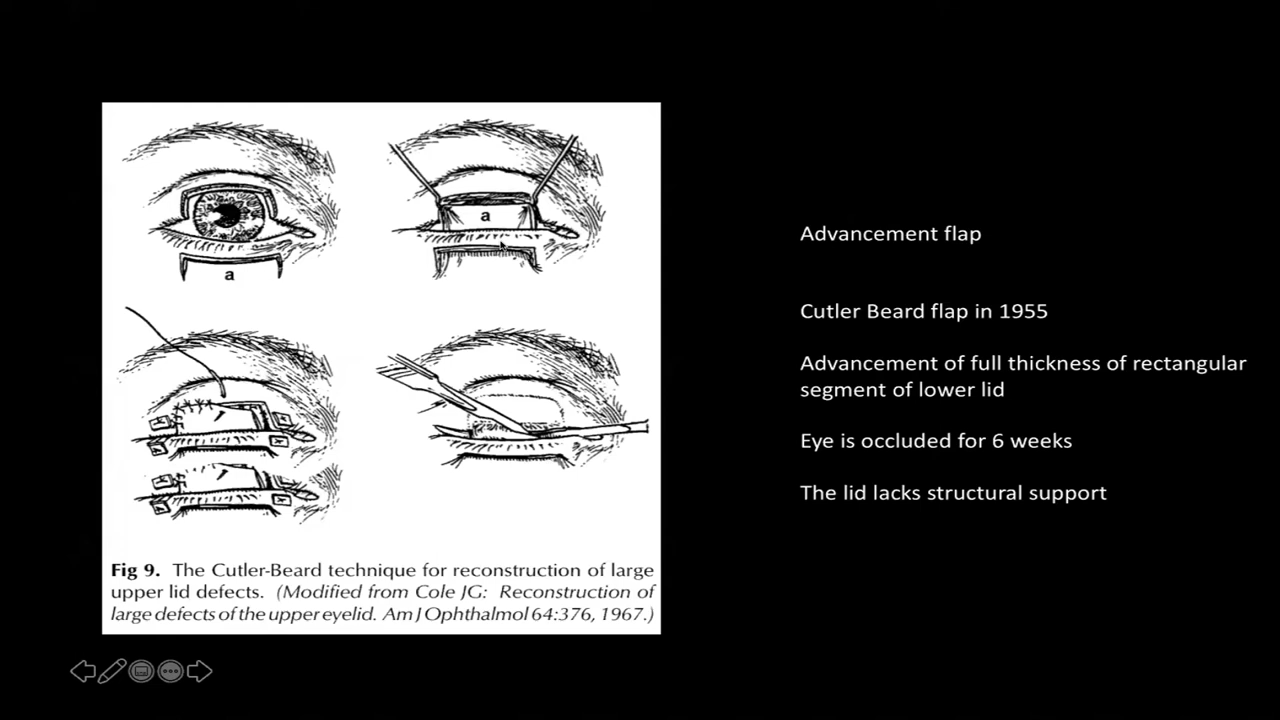 a
a
Fig 9. The Cutler-Beard technique for reconstruction of large
upper lid defects. (Modified from Cole JG: Reconstruction of
large defects of the upper eyelid. Am J Ophthalmol 64:376, 1967.)
Advancement flap
Cutler Beard flap in 1955
Advancement of full thickness of rectangular
segment of lower lid
Eye is occluded for 6 weeks
The lid lacks structural support